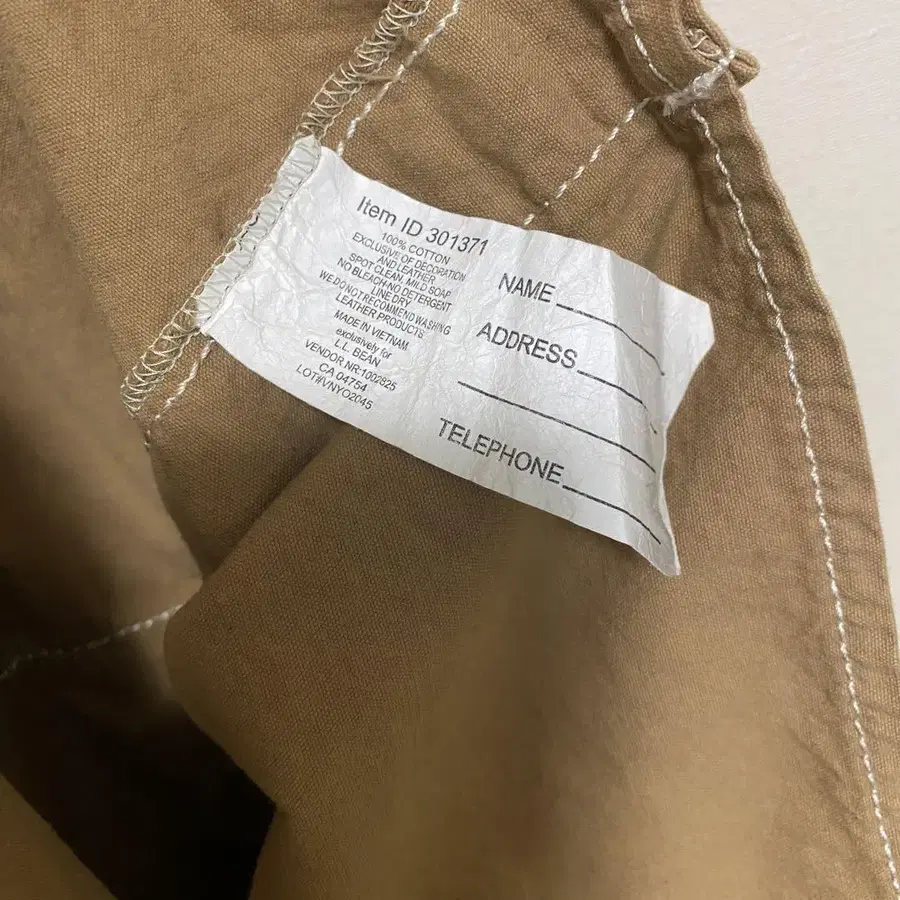 Item ID 301371
100% COTTON
EXCLUSIVE OF DECORATION
AND LEATHER
SPOT CLEAN. MILD SOAP
NO BLEACH-NO DETERGENT
LINE DRY
WE DO NOT RECOMMEND WASHING
LEATHER PRODUCTS
MADE IN VIETNAM
exclusively for
L.L. BEAN
VENDOR NR:1002825
CA 04754
LOT#VNYO2045
NAME
ADDRESS
TELEPHONE